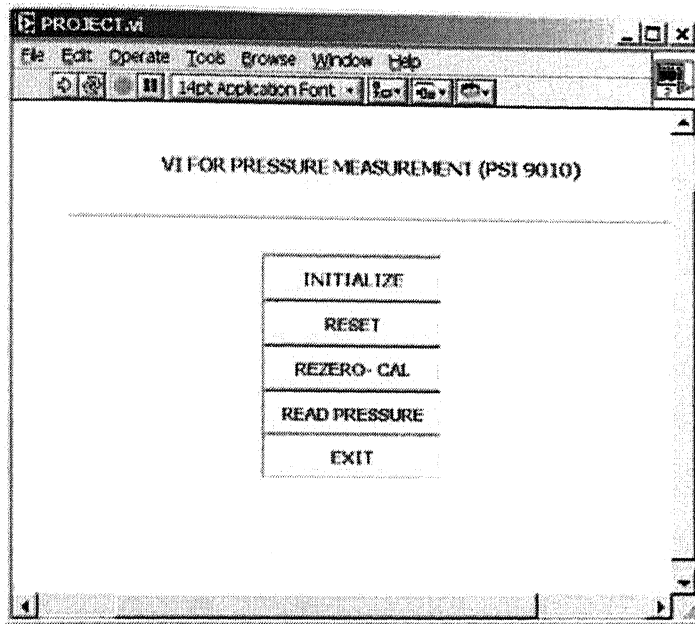 PROJECT.vi
File Edit Operate Tools Browse Window Help
14pt Application Font
VI FOR PRESSURE MEASUREMENT (PSI 9010)
INITIALIZE
RESET
REZERO- CAL
READ PRESSURE
EXIT